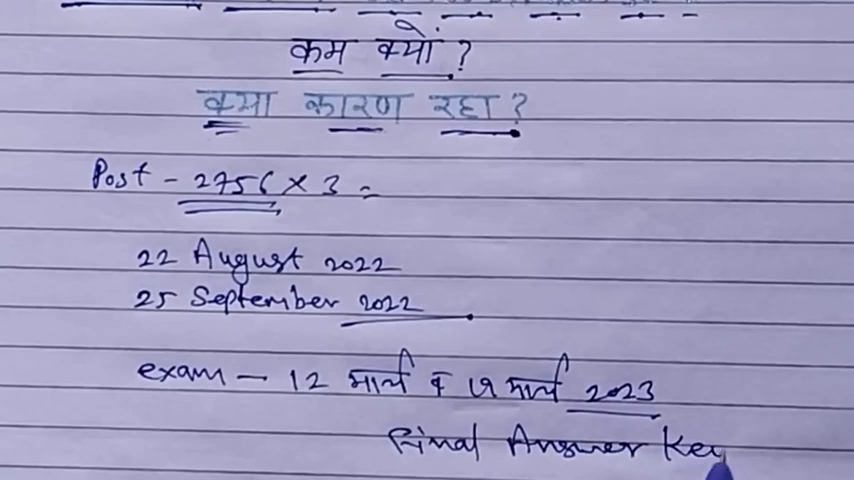 कम क्यों ?
क्या कारण रहा ?
Post - 2756 × 3 =
22 August 2022
25 September 2022
exam - 12 मार्च व 19 मार्च 2023
Final Answer Key